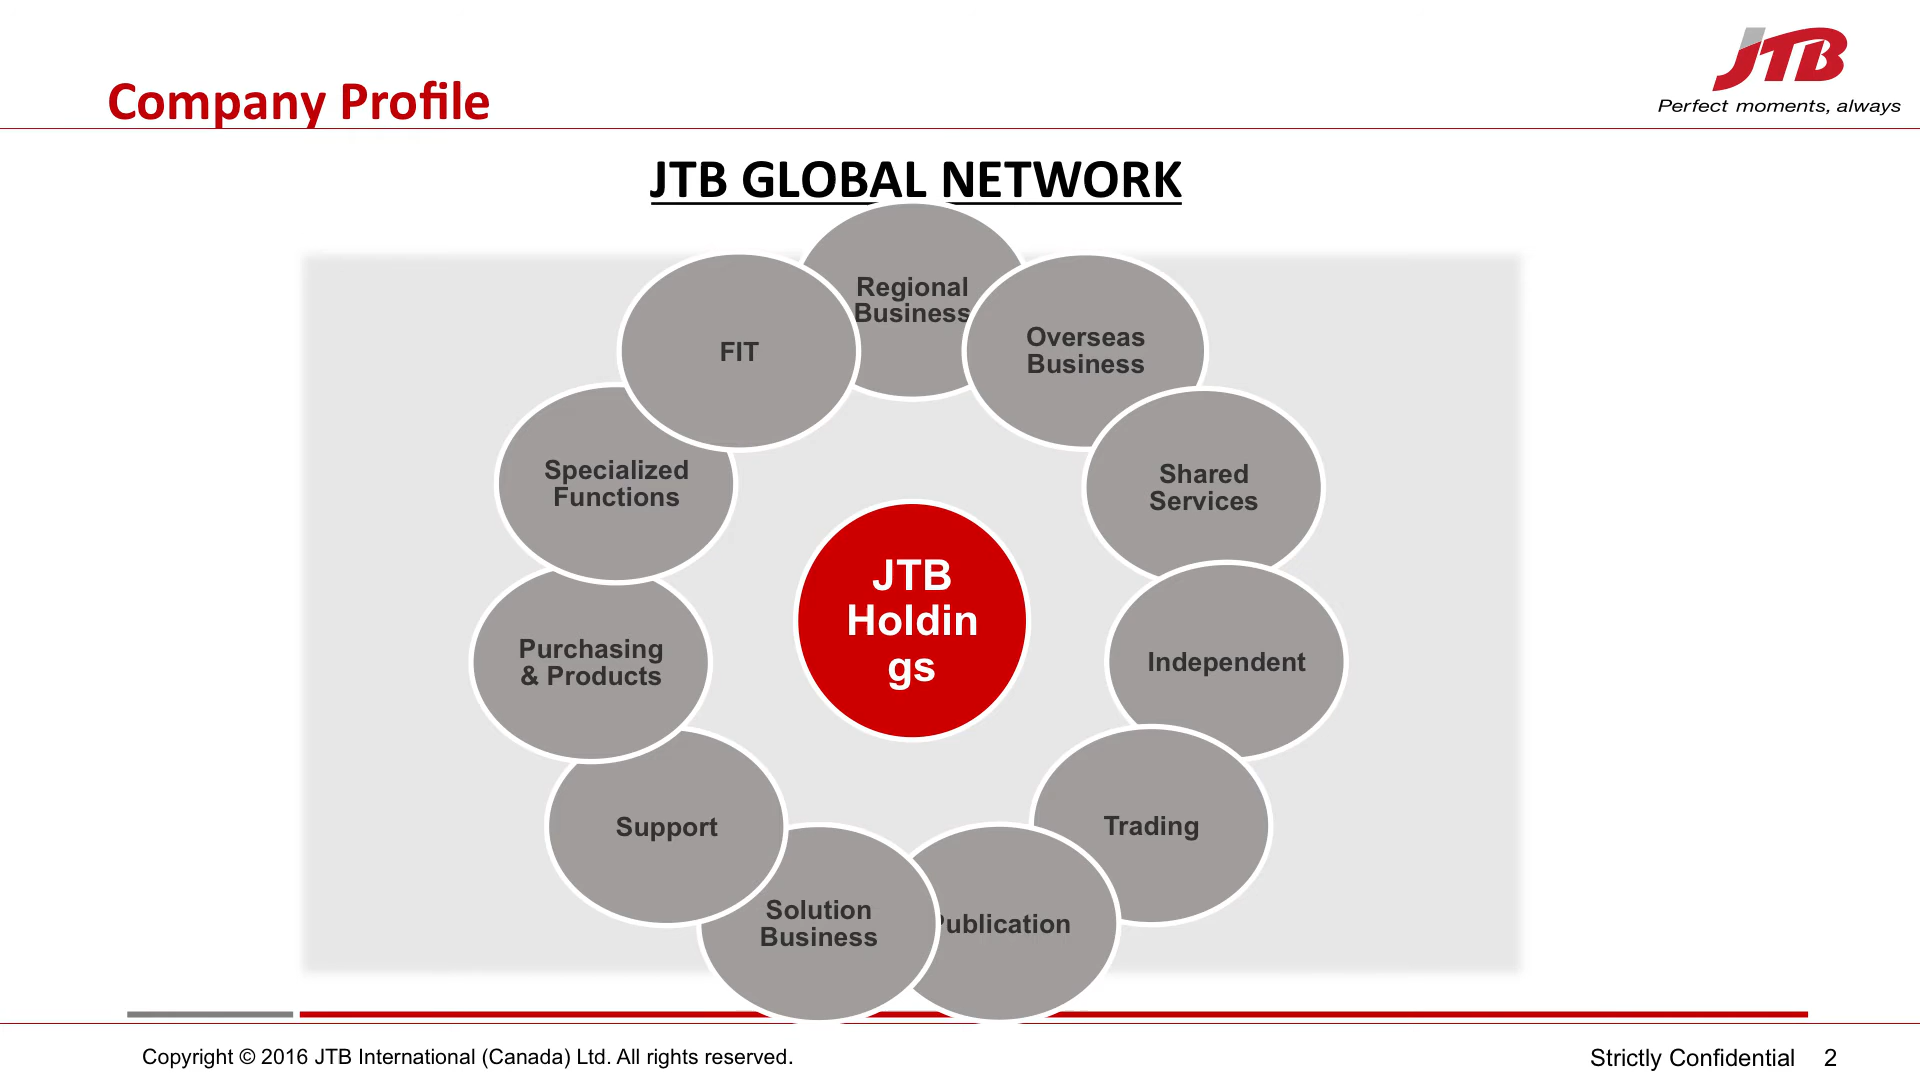 Company Profile
JTB
Perfect moments, always
JTB GLOBAL NETWORK
Regional
Business
Overseas
Business
Shared
Services
Independent
Trading
Publication
Solution
Business
Support
Purchasing
& Products
Specialized
Functions
FIT
JTB
Holdin
gs
Copyright © 2016 JTB International (Canada) Ltd. All rights reserved.
Strictly Confidential 2